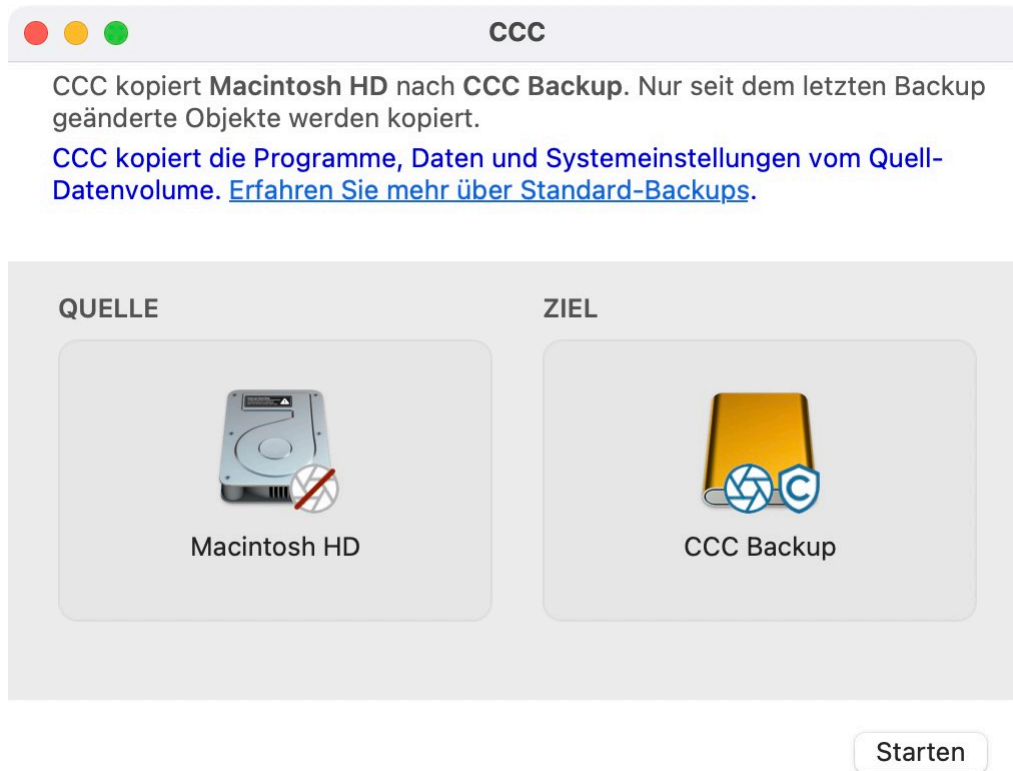 CCC
CCC kopiert Macintosh HD nach CCC Backup. Nur seit dem letzten Backup
geänderte Objekte werden kopiert.
CCC kopiert die Programme, Daten und Systemeinstellungen vom Quell-
Datenvolume. Erfahren Sie mehr über Standard-Backups.
QUELLE
ZIEL
Macintosh HD
CCC Backup
Starten